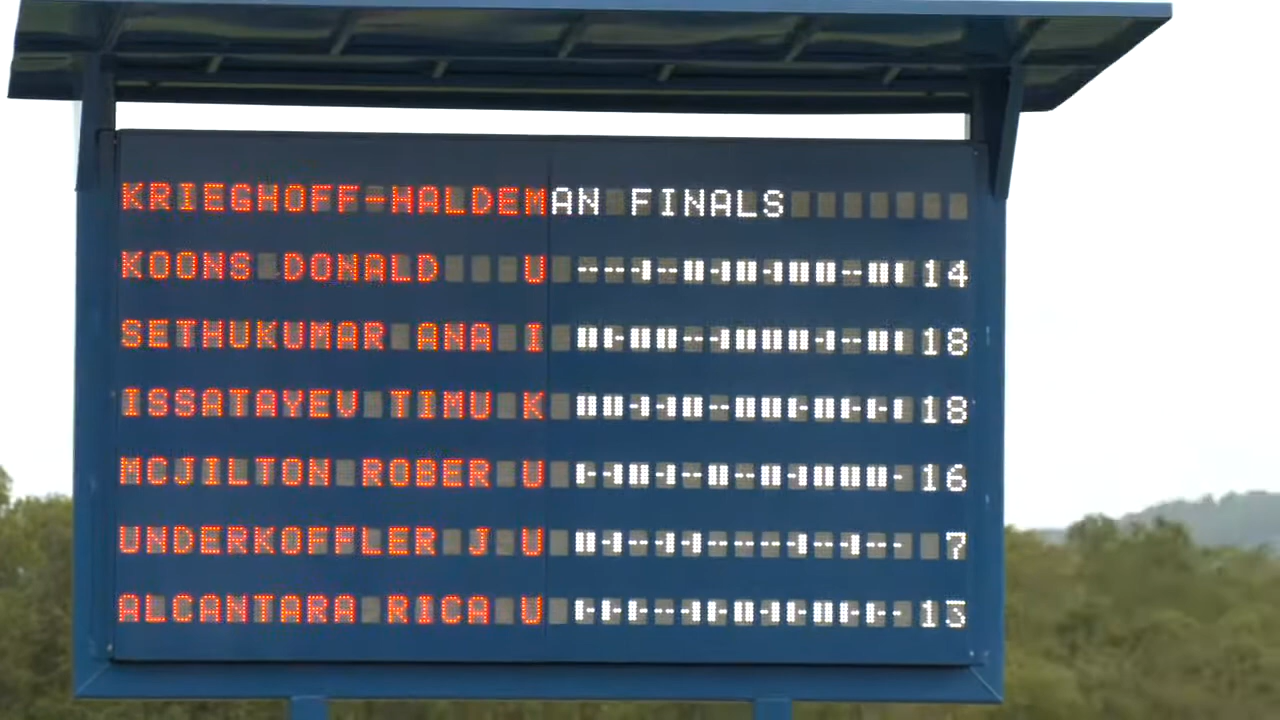 KRIEGHOFF-HALDEMAN FINALS
KOONS DONALD U 14
SETHUKUMAR ANA I 18
ISSATAYEV TIMU K 18
MCJILTON ROBER U 16
UNDERKOFFLER J U 7
ALCANTARA RICA U 13